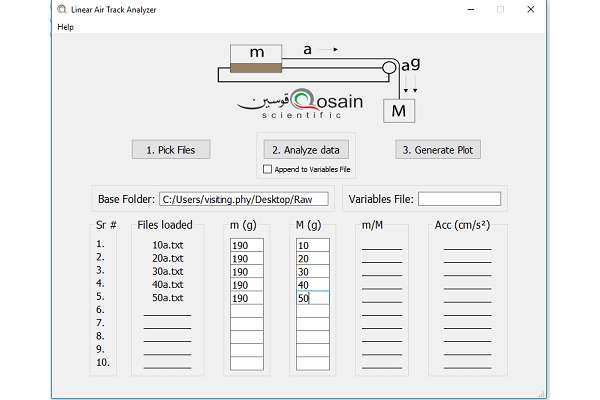 Linear Air Track Analyzer
Help
m
a
a g
M
قوسين Qosain
scientific
1. Pick Files
2. Analyze data
3. Generate Plot
Append to Variables File
Base Folder: C:/Users/visiting.phy/Desktop/Raw
Variables File:
Sr # Files loaded m (g) M (g) m/M Acc (cm/s²)
1. 10a.txt 190 10
2. 20a.txt 190 20
3. 30a.txt 190 30
4. 40a.txt 190 40
5. 50a.txt 190 50
6.
7.
8.
9.
10.